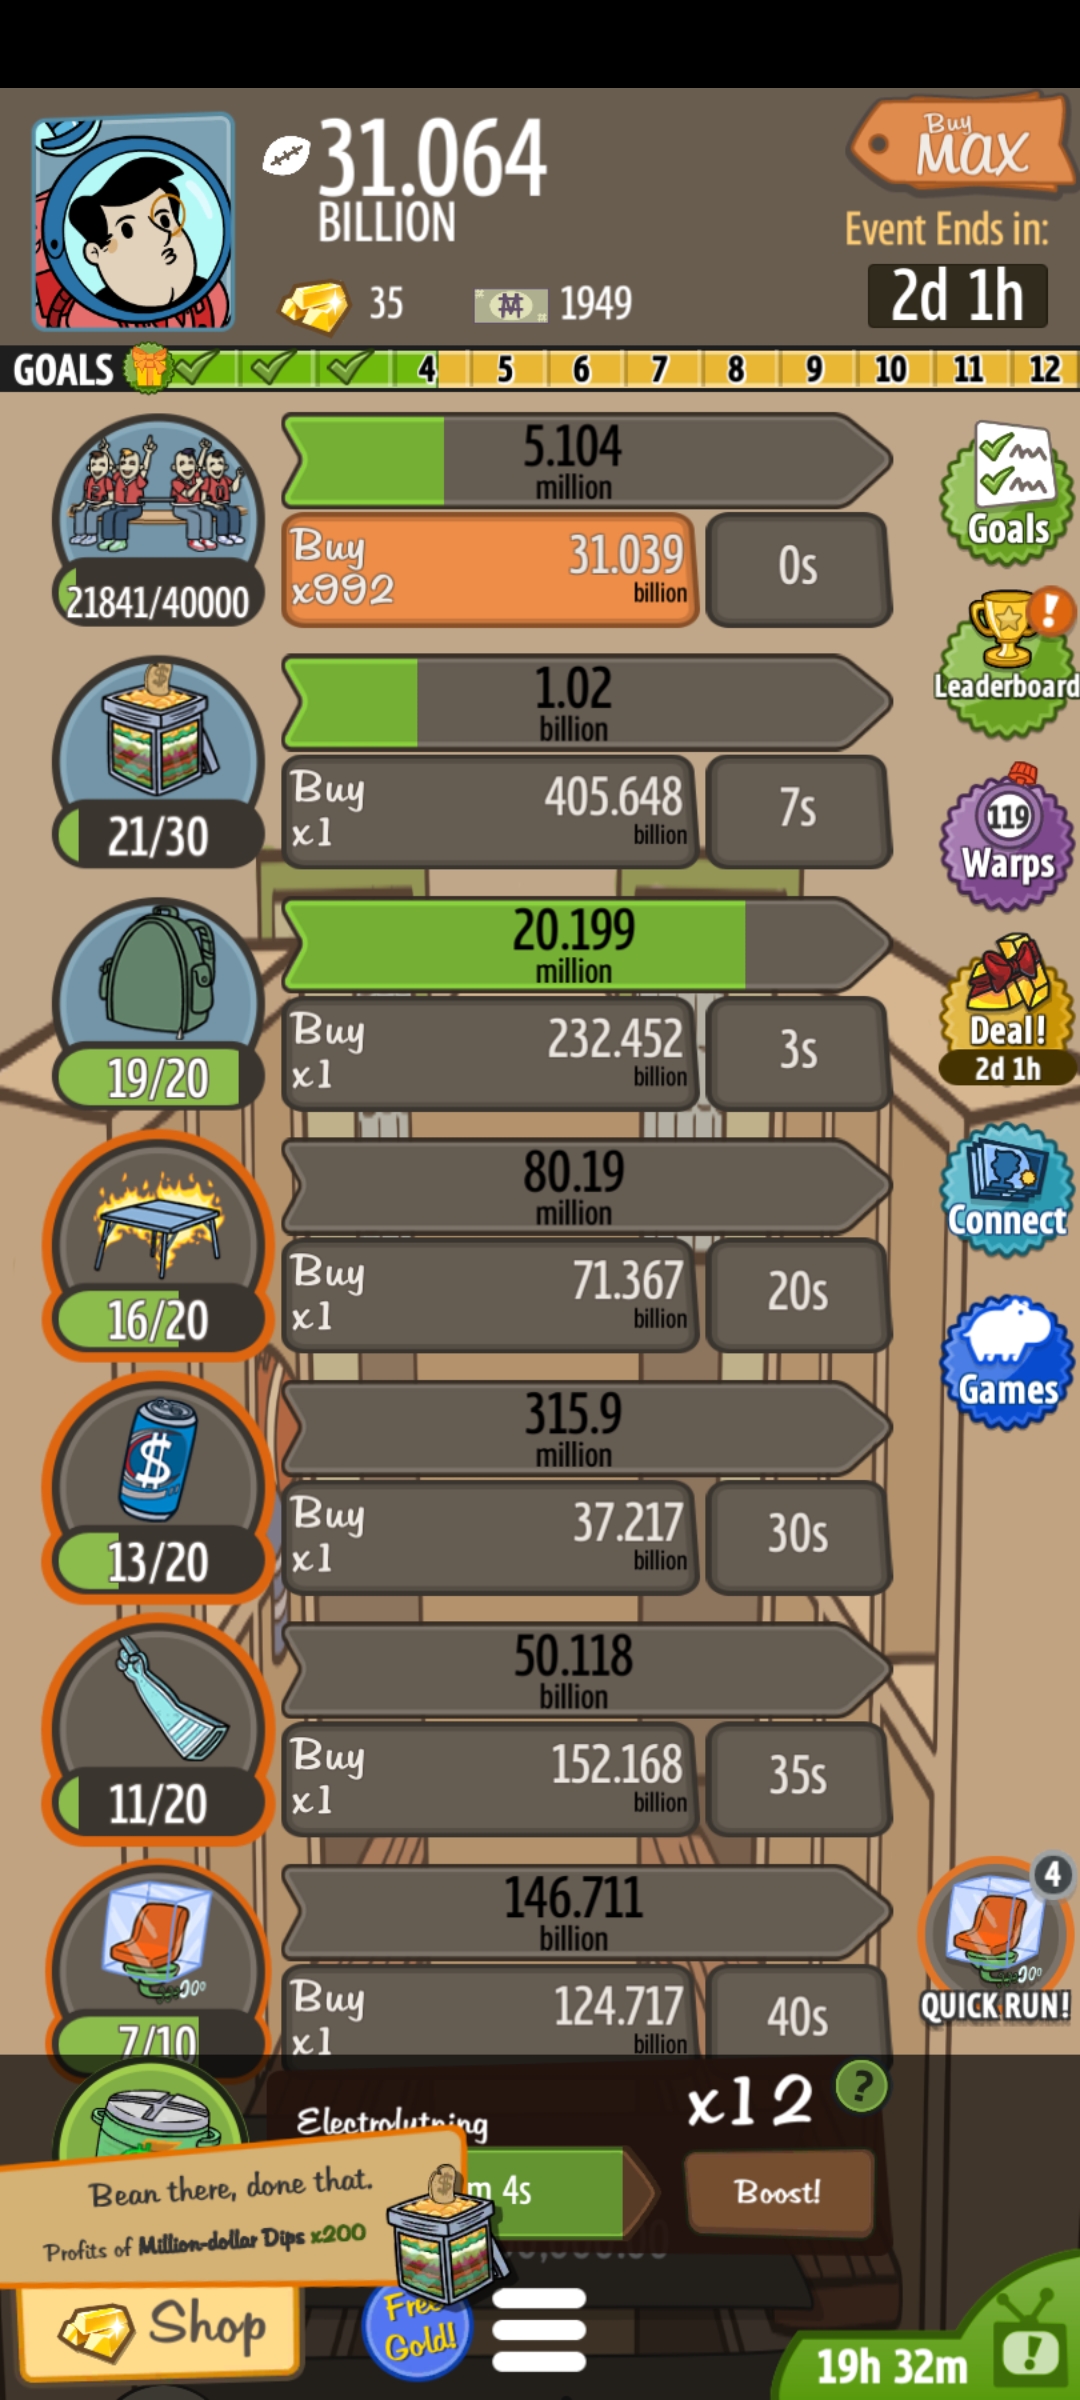 31.064
BILLION
35
1949
Buy
MAX
Event Ends in:
2d 1h
GOALS
4 5 6 7 8 9 10 11 12
5.104
million
21841/40000
Buy
x992
31.039
billion
0s
Goals
1.02
billion
21/30
Buy
x1
405.648
billion
7s
Leaderboard
20.199
million
19/20
Buy
x1
232.452
billion
3s
119
Warps
Deal!
2d 1h
80.19
million
16/20
Buy
x1
71.367
billion
20s
Connect
315.9
million
13/20
Buy
x1
37.217
billion
30s
Games
50.118
billion
11/20
Buy
x1
152.168
billion
35s
146.711
billion
7/10
Buy
x1
124.717
billion
40s
4
QUICK RUN!
x12
?
m 4s
Boost!
Bean there, done that.
Profits of Million-dollar Dips x200
Shop
Free
Gold!
19h 32m